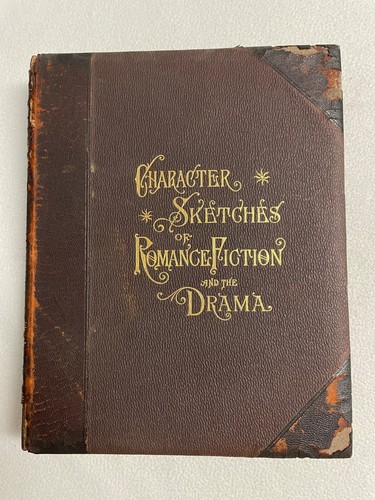 CHARACTER
SKETCHES
OF
ROMANCE FICTION
AND THE
DRAMA